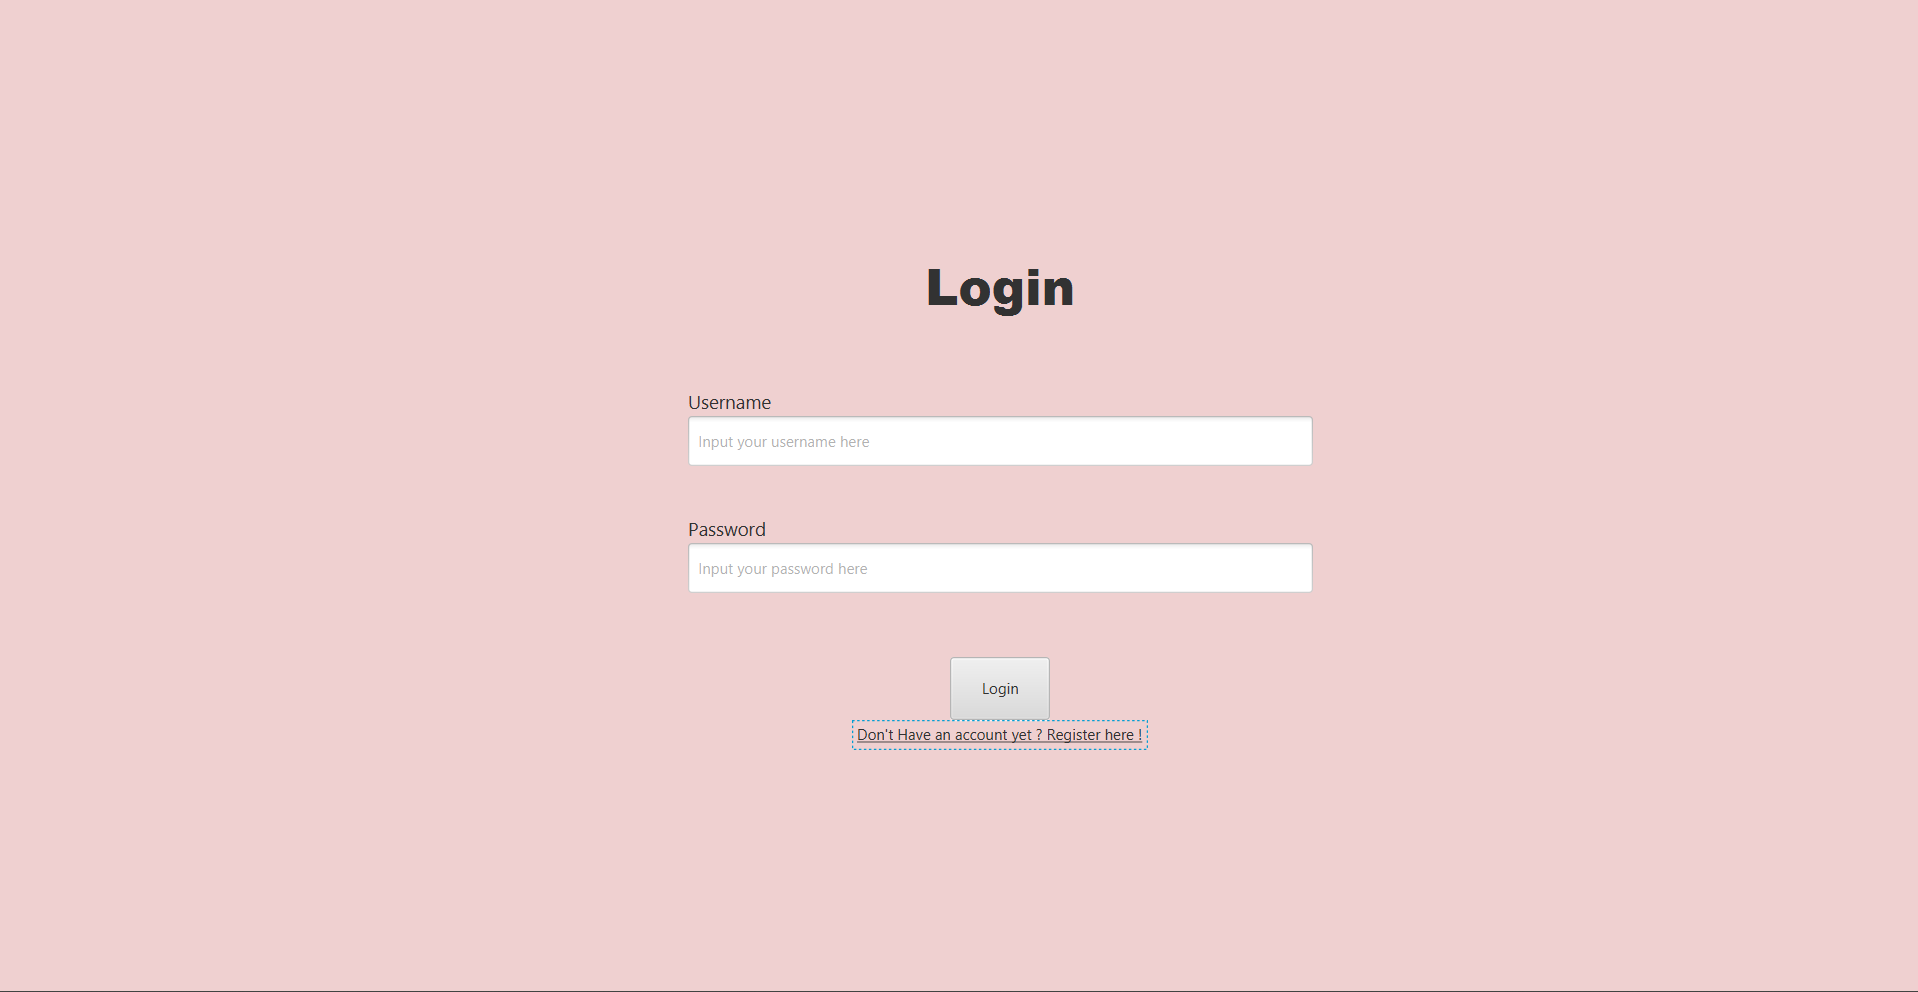 Login
Username
Input your username here
Password
Input your password here
Login
Don't Have an account yet ? Register here !